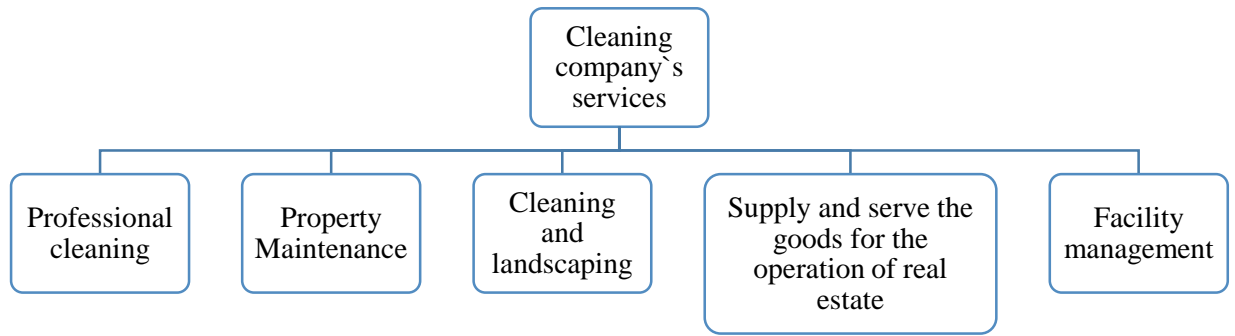 Cleaning
company`s
services
Professional
cleaning
Property
Maintenance
Cleaning
and
landscaping
Supply and serve the
goods for the
operation of real
estate
Facility
management